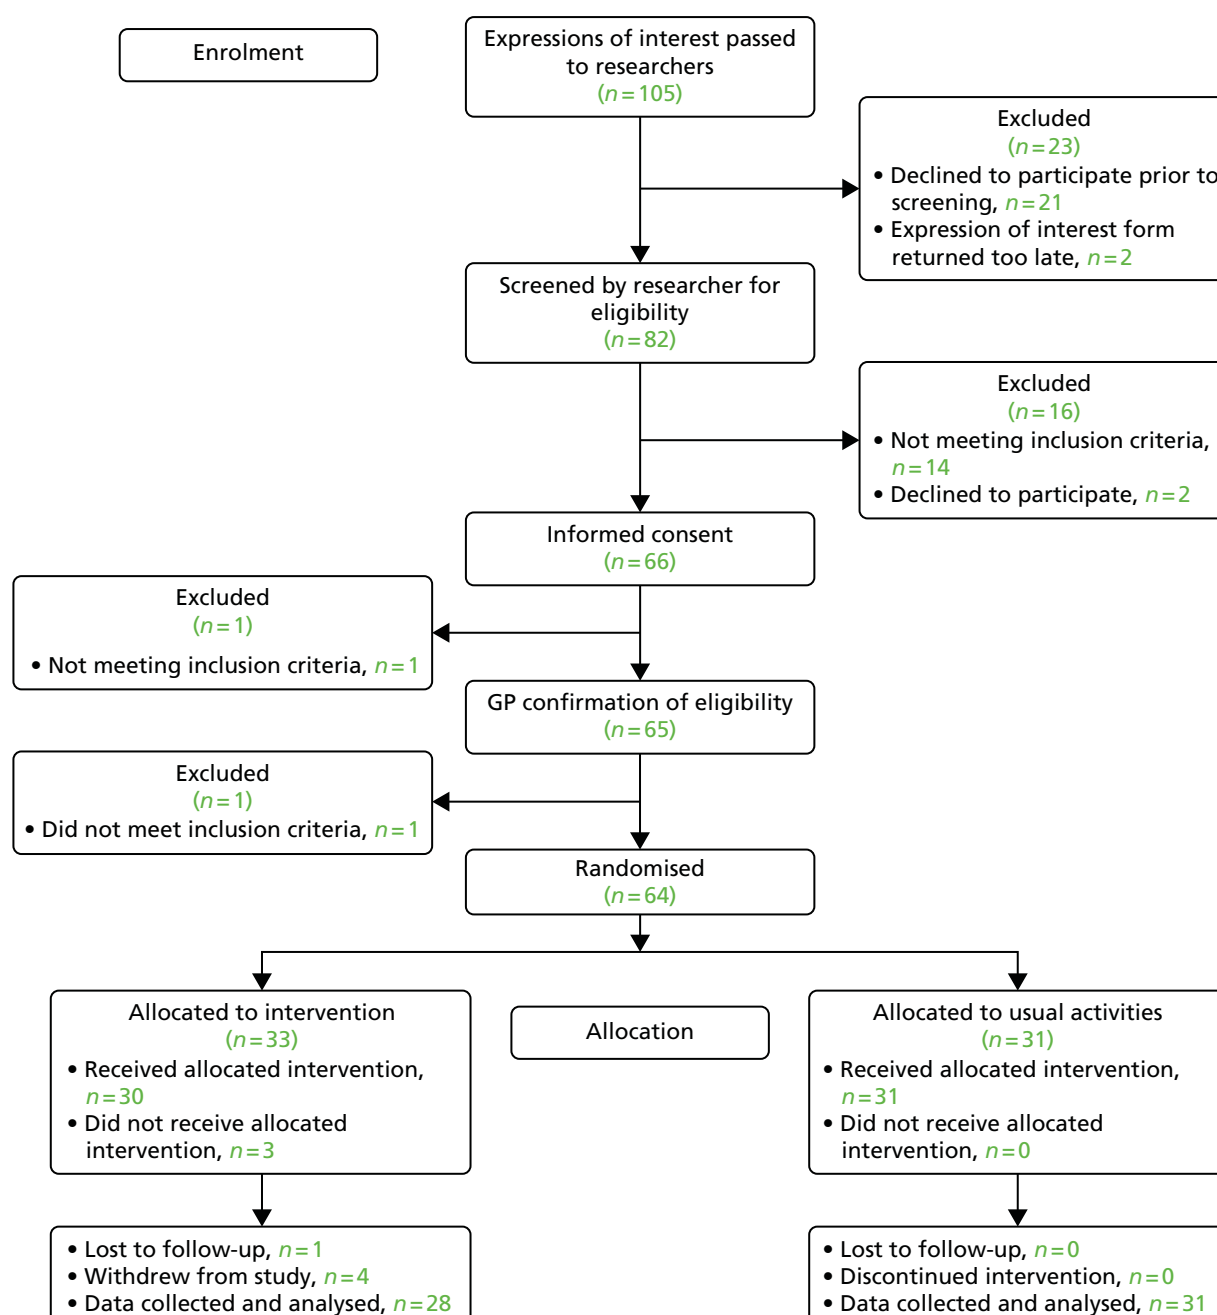 Enrolment
Expressions of interest passed
to researchers
(n=105)
Excluded
(n=23)
• Declined to participate prior to
screening, n=21
• Expression of interest form
returned too late, n=2
Screened by researcher for
eligibility
(n=82)
Excluded
(n=16)
• Not meeting inclusion criteria,
n=14
• Declined to participate, n=2
Informed consent
(n=66)
Excluded
(n=1)
• Not meeting inclusion criteria, n=1
GP confirmation of eligibility
(n=65)
Excluded
(n=1)
• Did not meet inclusion criteria, n=1
Randomised
(n=64)
Allocated to intervention
(n=33)
• Received allocated intervention,
n=30
• Did not receive allocated
intervention, n=3
Allocation
Allocated to usual activities
(n=31)
• Received allocated intervention,
n=31
• Did not receive allocated
intervention, n=0
• Lost to follow-up, n=1
• Withdrew from study, n=4
• Data collected and analysed, n=28
• Lost to follow-up, n=0
• Discontinued intervention, n=0
• Data collected and analysed, n=31